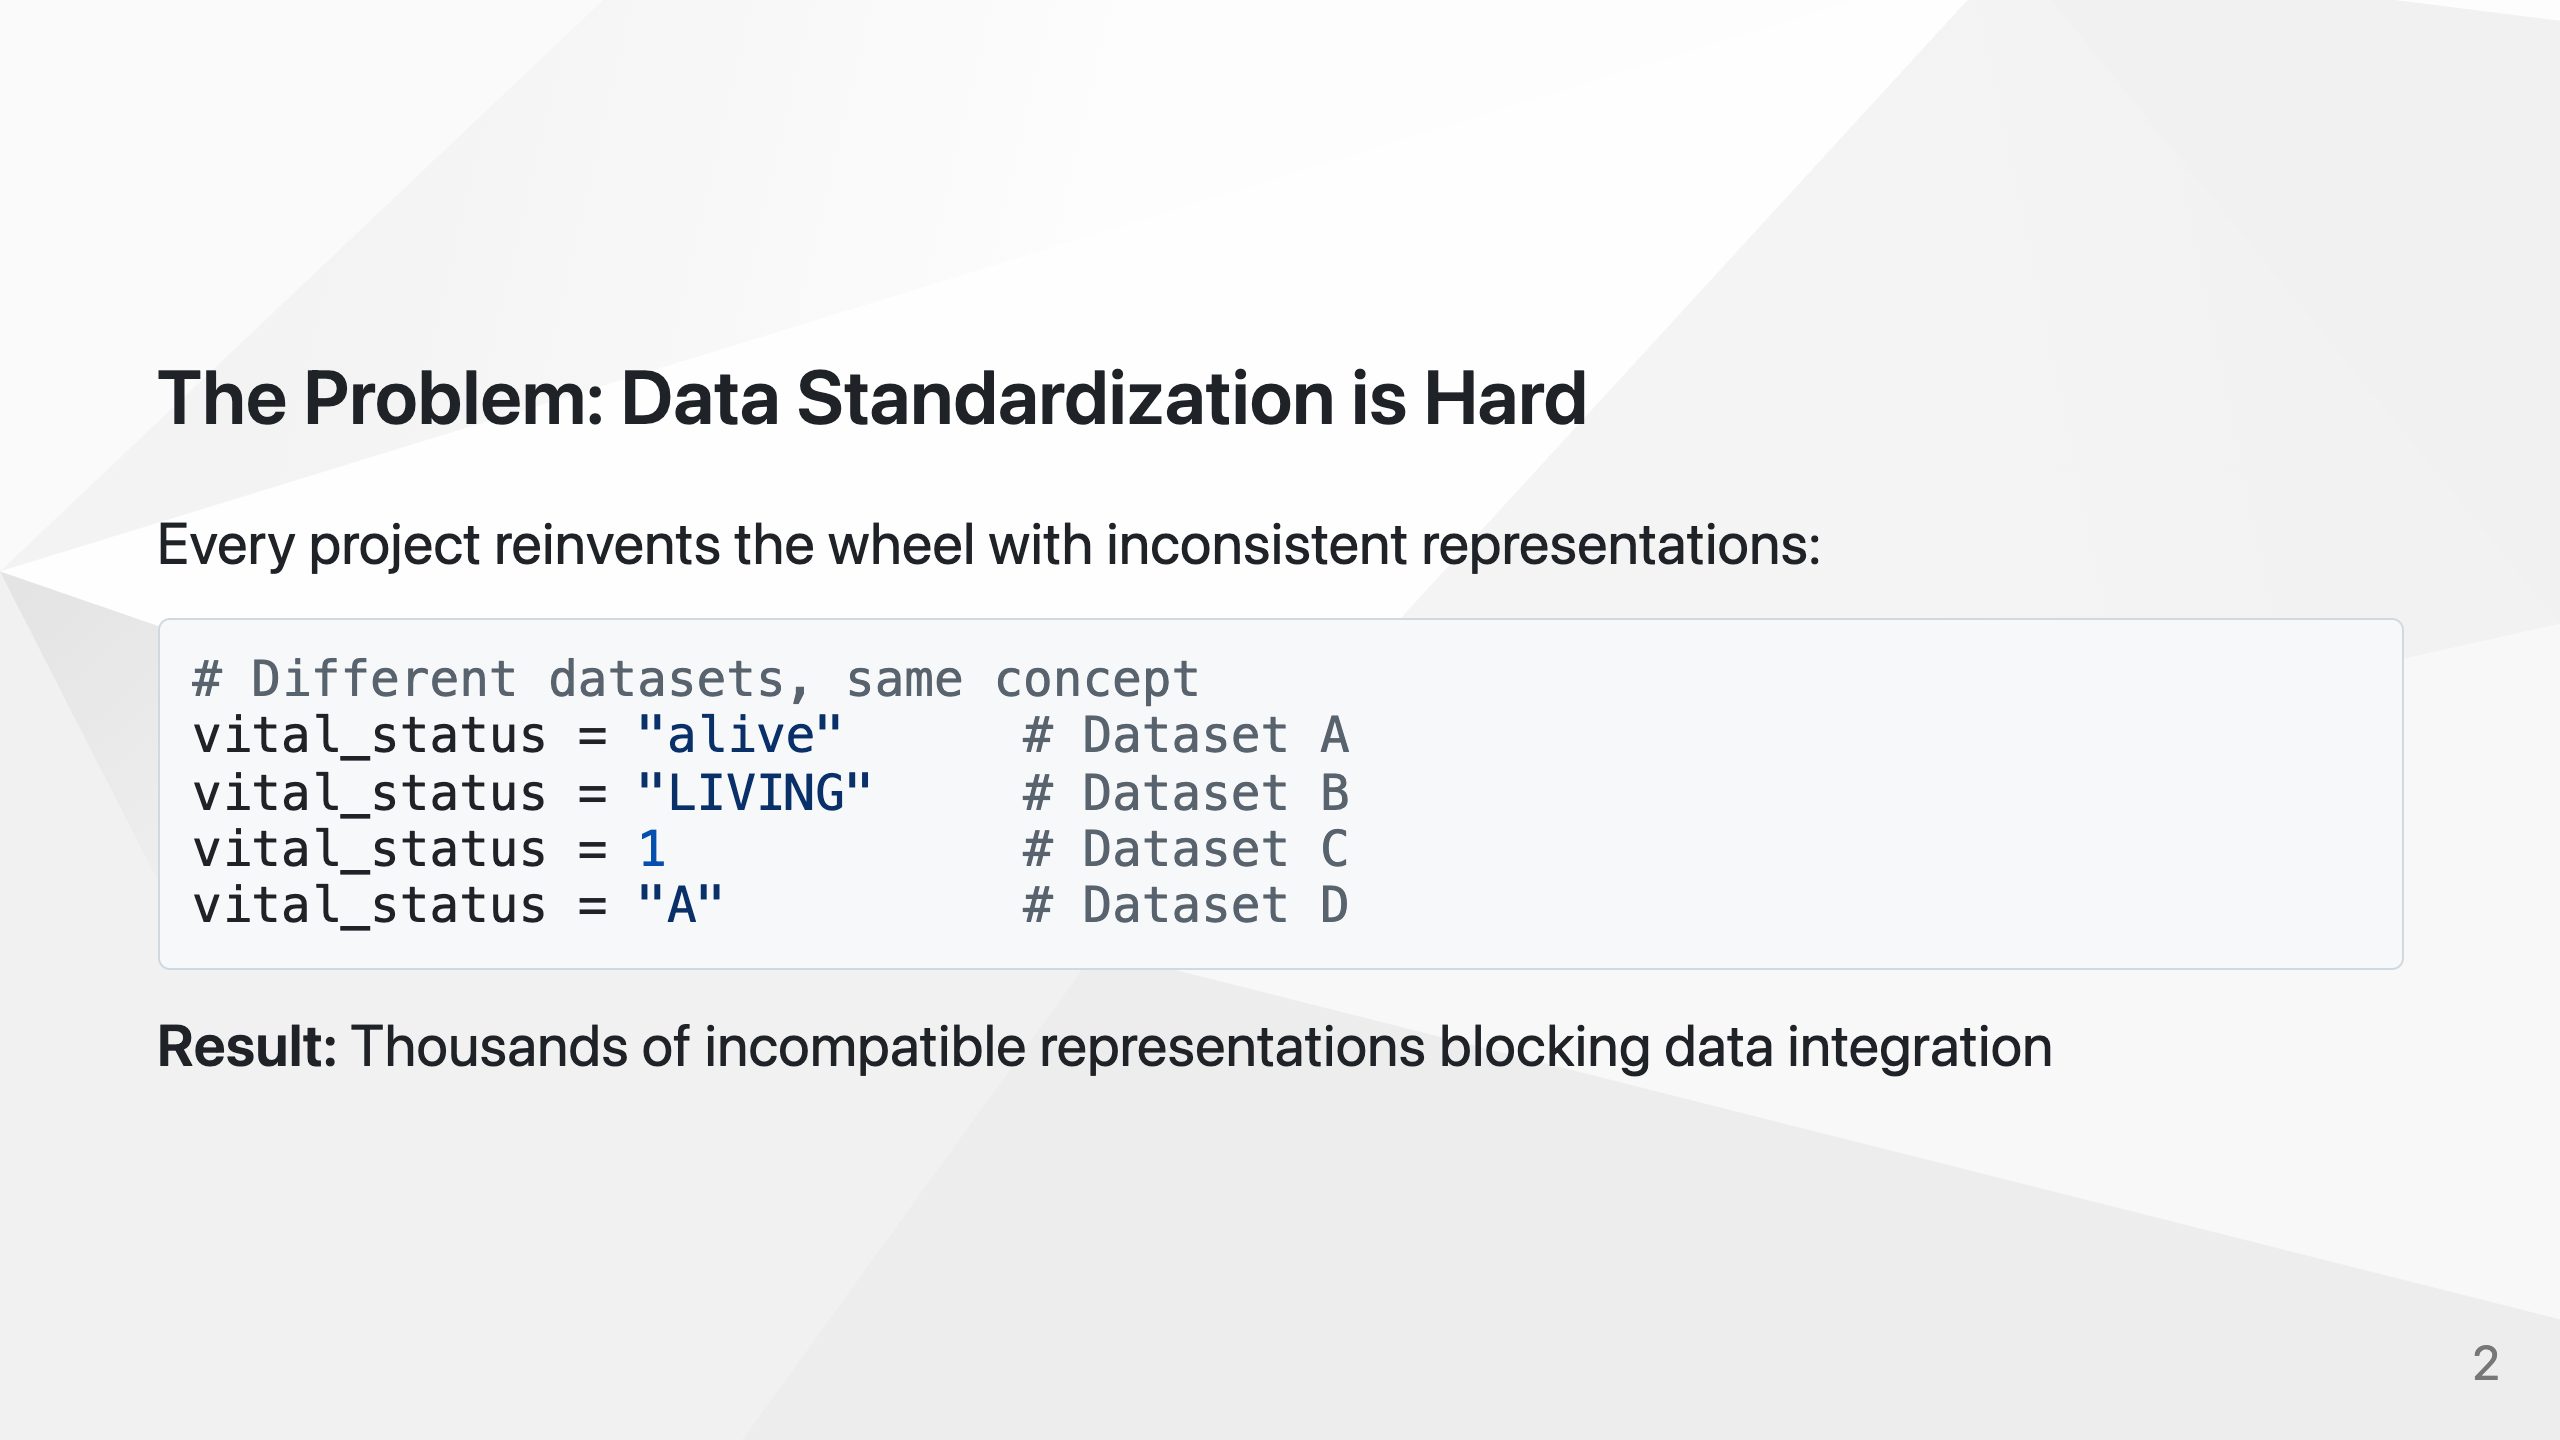 The Problem: Data Standardization is Hard
Every project reinvents the wheel with inconsistent representations:
# Different datasets, same concept
vital_status = "alive"      # Dataset A
vital_status = "LIVING"     # Dataset B
vital_status = 1            # Dataset C
vital_status = "A"          # Dataset D
Result: Thousands of incompatible representations blocking data integration
2